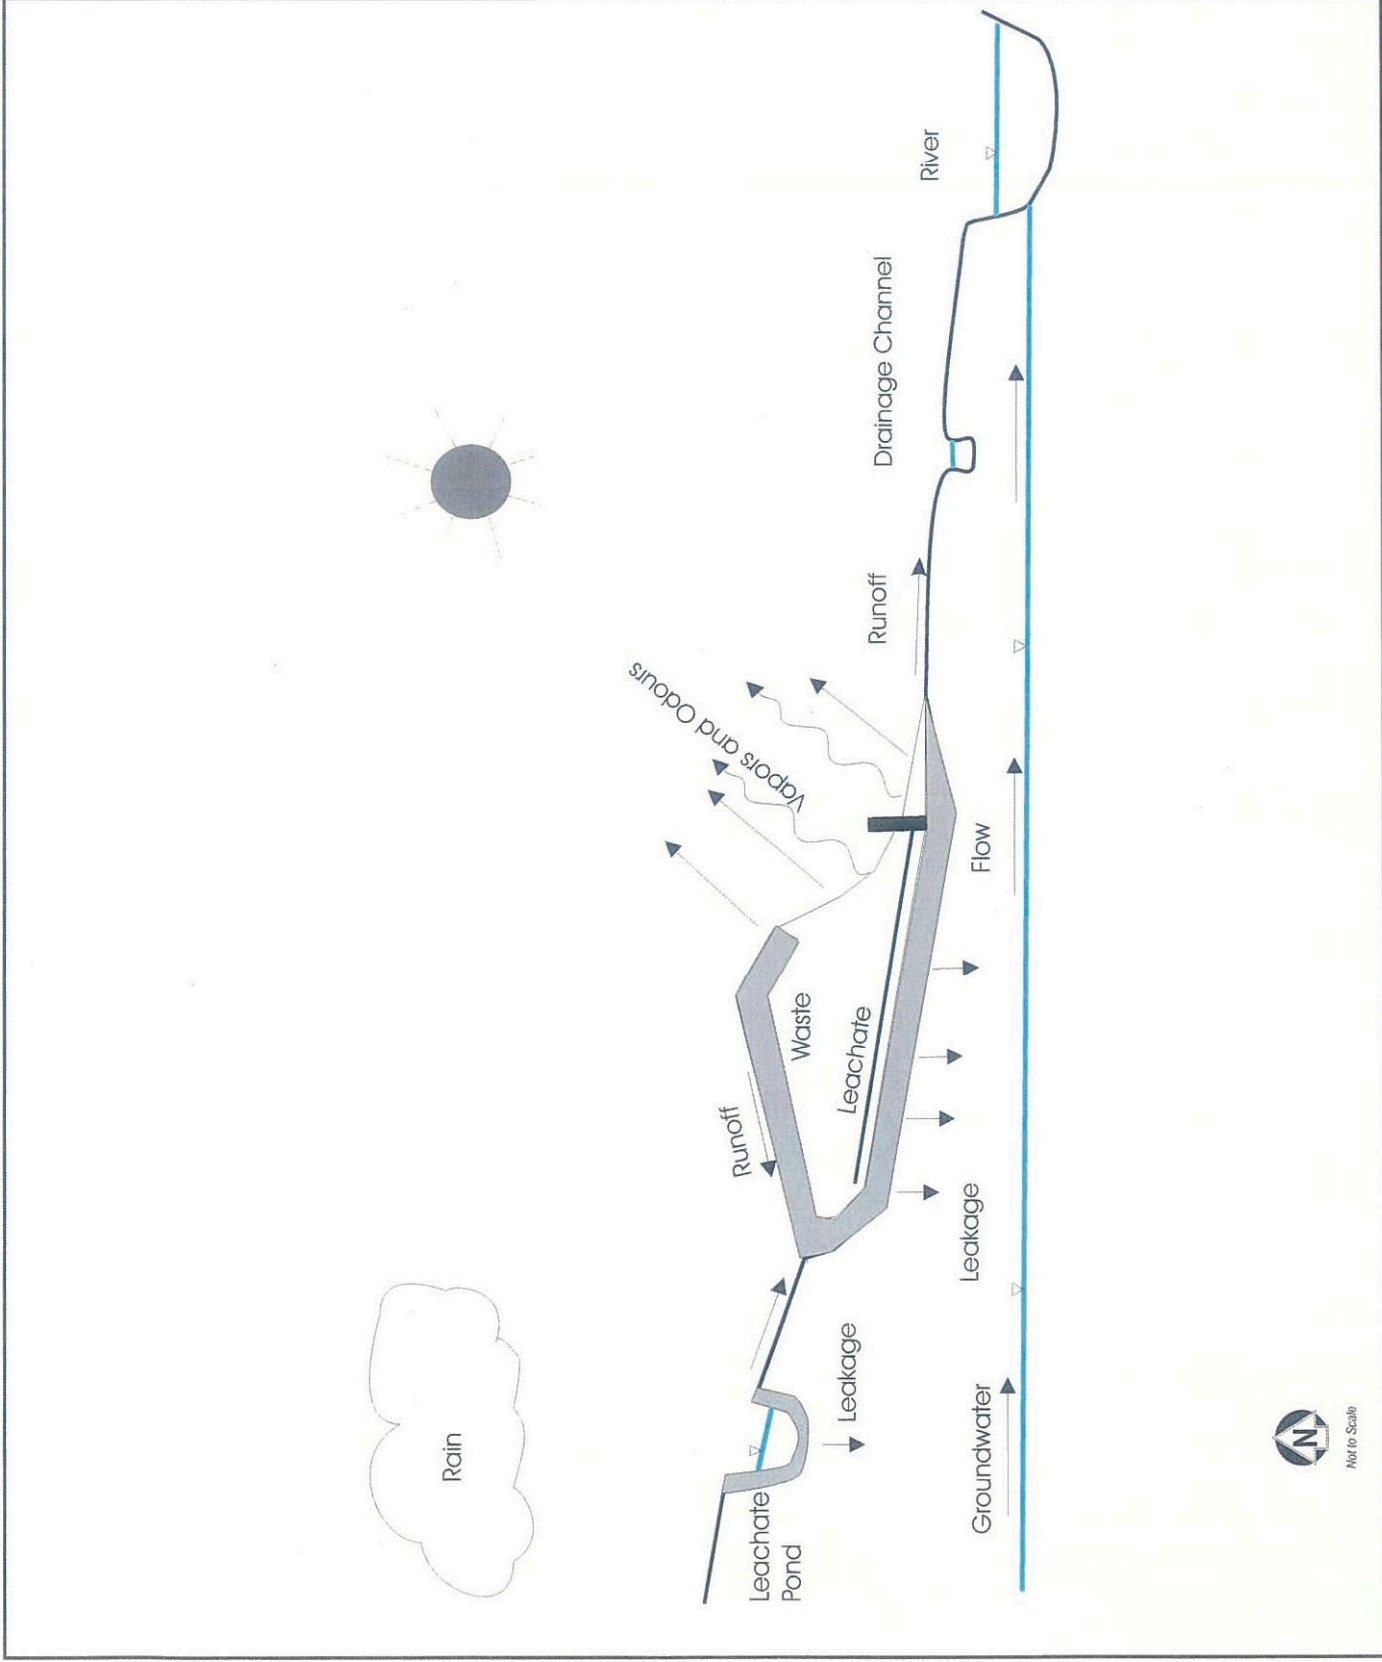 Rain
Vapors and Odours
Leachate
Pond
Leakage
Runoff
Waste
Leachate
Runoff
Drainage Channel
River
Groundwater
Leakage
Flow
N
Not to Scale